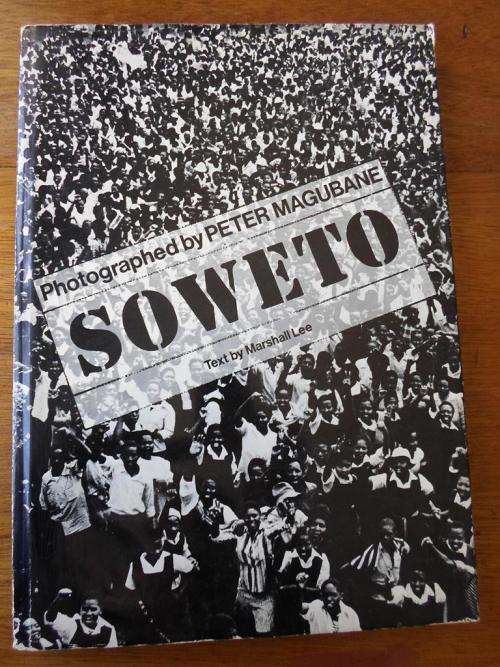 Photographed by PETER MAGUBANE
SOWETO
Text by Marshall Lee